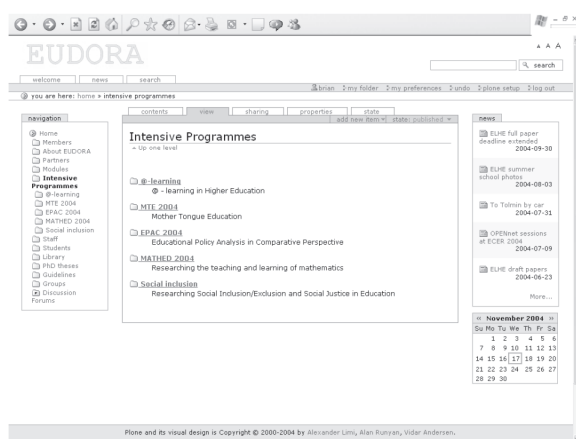 EUDORA
A A A
search
welcome news search
brian my folder my preferences undo plone setup log out
you are here: home » intensive programmes
navigation
Home
Members
About EUDORA
Partners
Modules
Intensive
Programmes
@-learning
MTE 2004
EPAC 2004
MATHED 2004
Social inclusion
Staff
Students
Library
PhD theses
Guidelines
Groups
Discussion
Forums
contents view sharing properties state
add new item state: published
Intensive Programmes
Up one level
@-learning
@ - learning in Higher Education
MTE 2004
Mother Tongue Education
EPAC 2004
Educational Policy Analysis in Comparative Perspective
MATHED 2004
Researching the teaching and learning of mathematics
Social inclusion
Researching Social Inclusion/Exclusion and Social Justice in Education
news
ELHE full paper
deadline extended
2004-09-30
ELHE summer
school photos
2004-08-03
To Tolmin by car
2004-07-31
OPENnet sessions
at ECER 2004
2004-07-09
ELHE draft papers
2004-06-23
More...
« November 2004 »
Su Mo Tu We Th Fr Sa
1 2 3 4 5 6
7 8 9 10 11 12 13
14 15 16 17 18 19 20
21 22 23 24 25 26 27
28 29 30
Plone and its visual design is Copyright © 2000-2004 by Alexander Limi, Alan Runyan, Vidar Andersen.